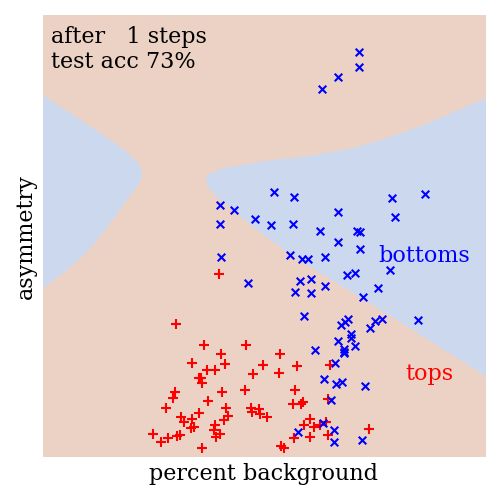 after   1 steps
test acc 73%
asymmetry
bottoms
tops
percent background